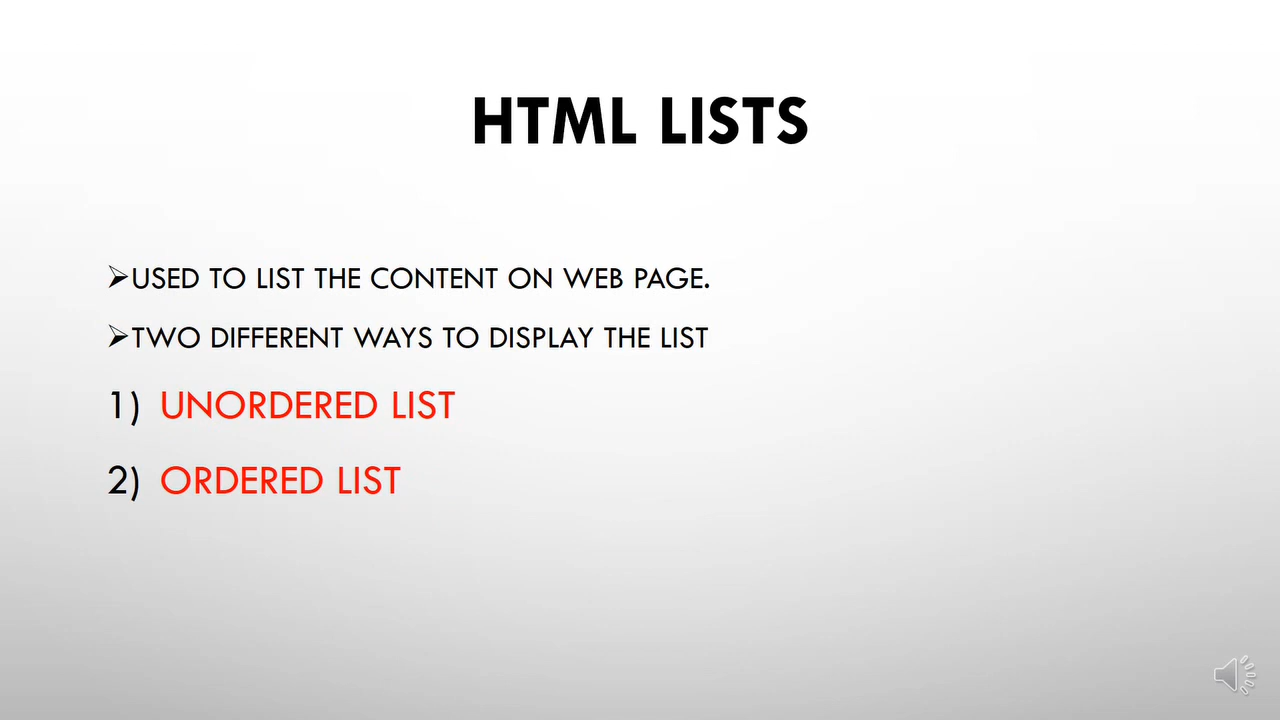 HTML LISTS
➢USED TO LIST THE CONTENT ON WEB PAGE.
➢TWO DIFFERENT WAYS TO DISPLAY THE LIST
1) UNORDERED LIST
2) ORDERED LIST